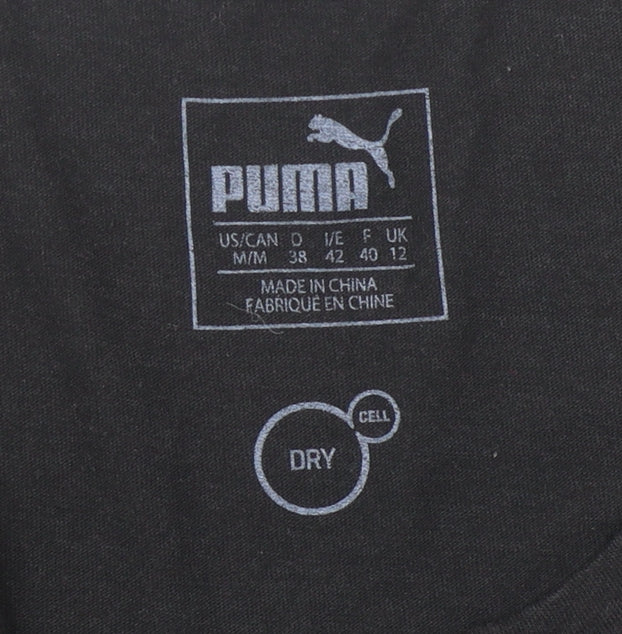 PUMA
US/CAN D I/E F UK
M/M 38 42 40 12
MADE IN CHINA
FABRIQUÉ EN CHINE
CELL
DRY